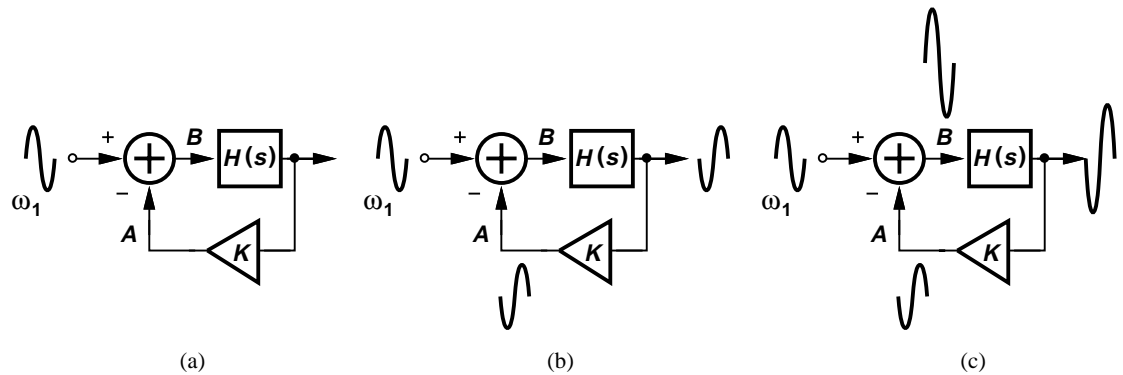 + B H(s)
ω1 − A K
(a)
+ B H(s)
ω1 − A K
(b)
+ B H(s)
ω1 − A K
(c)